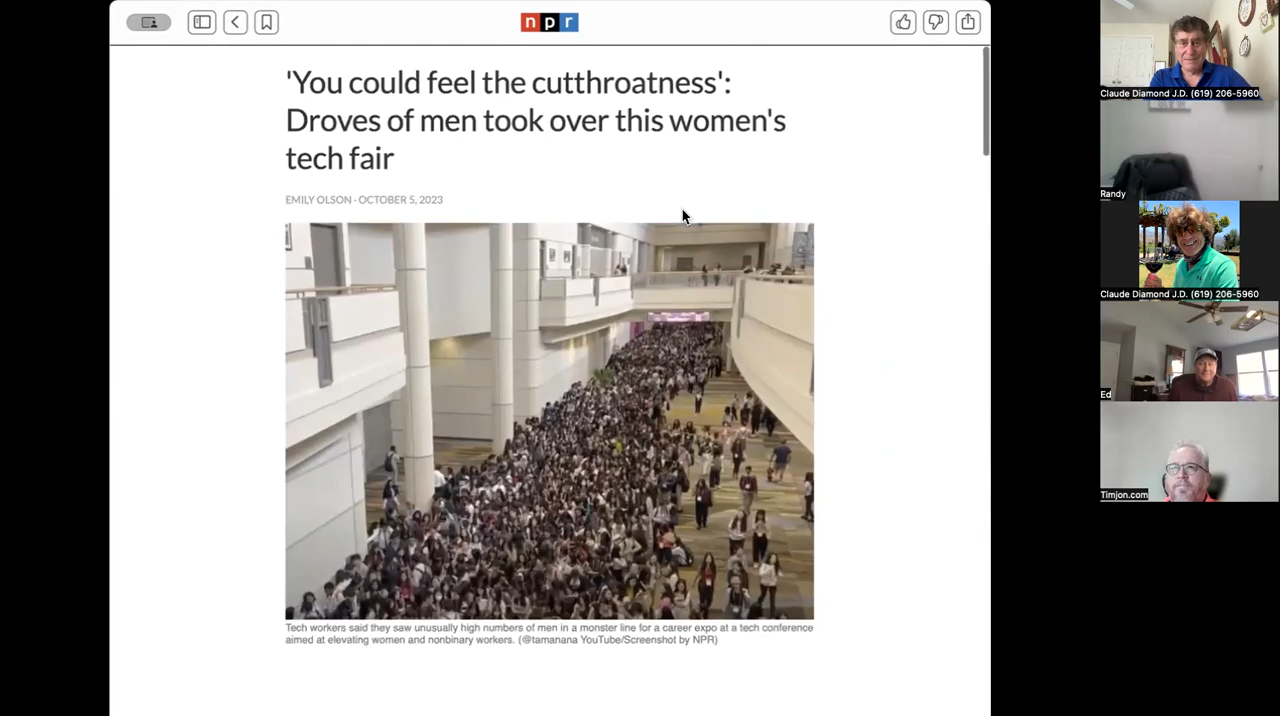 npr
'You could feel the cutthroatness':
Droves of men took over this women's
tech fair
EMILY OLSON - OCTOBER 5, 2023
Tech workers said they saw unusually high numbers of men in a monster line for a career expo at a tech conference
aimed at elevating women and nonbinary workers. (@tamanana YouTube/Screenshot by NPR)
Claude Diamond J.D. (619) 206-5960
Randy
Claude Diamond J.D. (619) 206-5960
Ed
Timjon.com